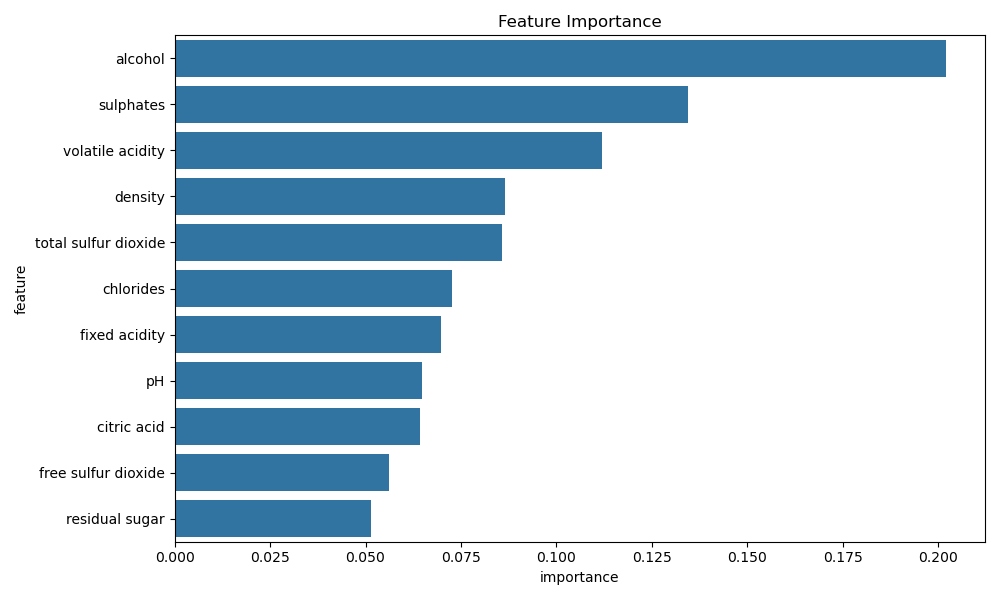 Feature Importance
alcohol
sulphates
volatile acidity
density
total sulfur dioxide
chlorides
fixed acidity
pH
citric acid
free sulfur dioxide
residual sugar
feature
0.000 0.025 0.050 0.075 0.100 0.125 0.150 0.175 0.200
importance